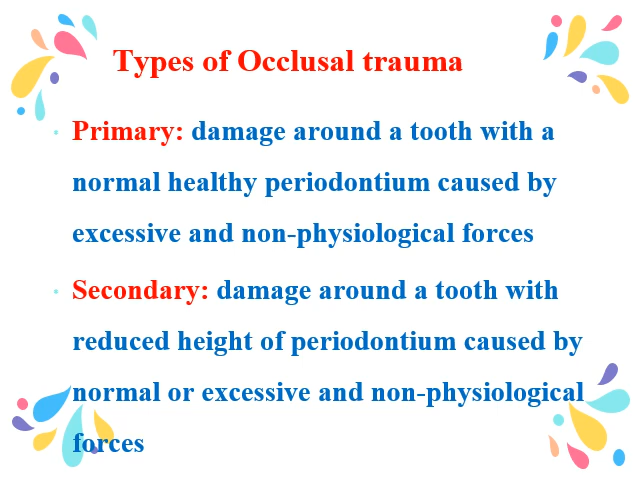 Types of Occlusal trauma
• Primary: damage around a tooth with a
normal healthy periodontium caused by
excessive and non-physiological forces
• Secondary: damage around a tooth with
reduced height of periodontium caused by
normal or excessive and non-physiological
forces